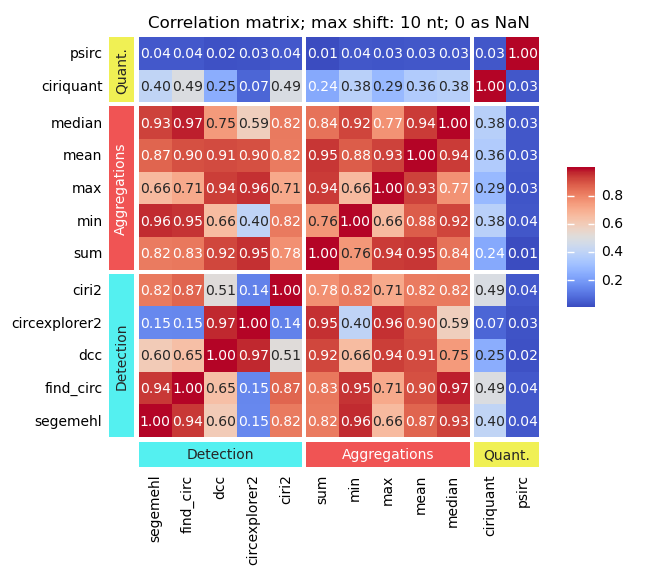 Correlation matrix; max shift: 10 nt; 0 as NaN
Quant.
psirc 0.04 0.04 0.02 0.03 0.04 0.01 0.04 0.03 0.03 0.03 0.03 1.00
ciriquant 0.40 0.49 0.25 0.07 0.49 0.24 0.38 0.29 0.36 0.38 1.00 0.03
Aggregations
median 0.93 0.97 0.75 0.59 0.82 0.84 0.92 0.77 0.94 1.00 0.38 0.03
mean 0.87 0.90 0.91 0.90 0.82 0.95 0.88 0.93 1.00 0.94 0.36 0.03
max 0.66 0.71 0.94 0.96 0.71 0.94 0.66 1.00 0.93 0.77 0.29 0.03
min 0.96 0.95 0.66 0.40 0.82 0.76 1.00 0.66 0.88 0.92 0.38 0.04
sum 0.82 0.83 0.92 0.95 0.78 1.00 0.76 0.94 0.95 0.84 0.24 0.01
Detection
ciri2 0.82 0.87 0.51 0.14 1.00 0.78 0.82 0.71 0.82 0.82 0.49 0.04
circexplorer2 0.15 0.15 0.97 1.00 0.14 0.95 0.40 0.96 0.90 0.59 0.07 0.03
dcc 0.60 0.65 1.00 0.97 0.51 0.92 0.66 0.94 0.91 0.75 0.25 0.02
find_circ 0.94 1.00 0.65 0.15 0.87 0.83 0.95 0.71 0.90 0.97 0.49 0.04
segemehl 1.00 0.94 0.60 0.15 0.82 0.82 0.96 0.66 0.87 0.93 0.40 0.04
Detection Aggregations Quant.
segemehl
find_circ
dcc
circexplorer2
ciri2
sum
min
max
mean
median
ciriquant
psirc
0.8
0.6
0.4
0.2